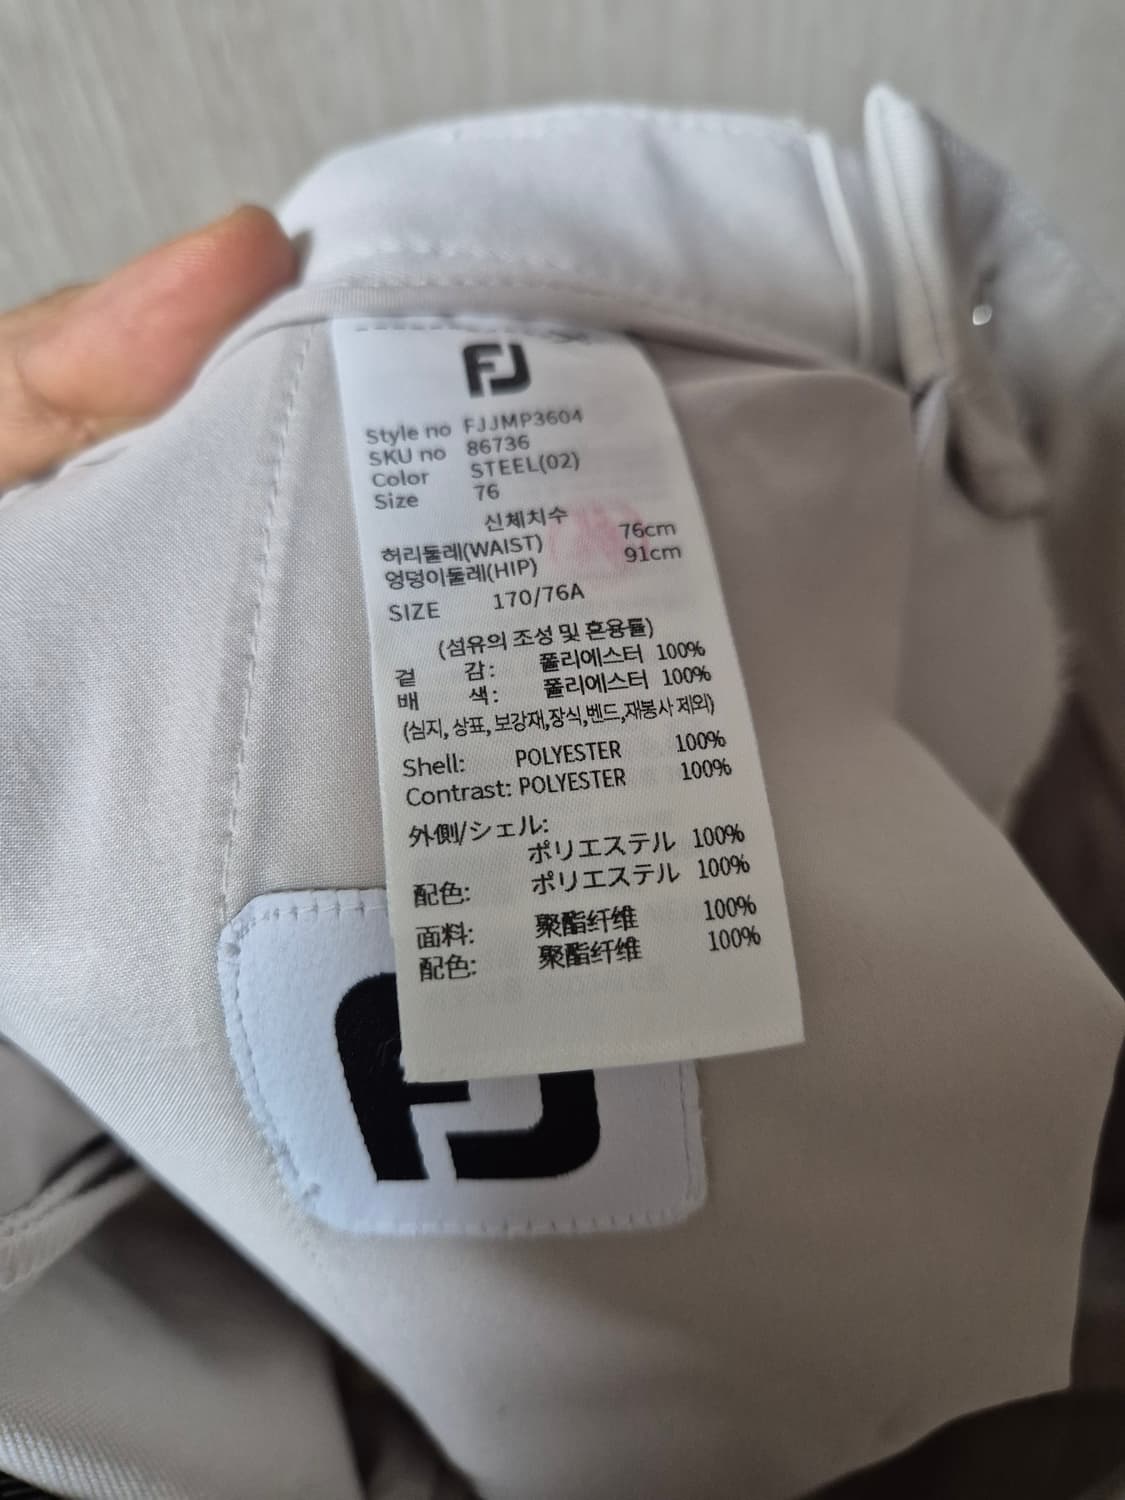 FJ
Style no FJJMP3604
SKU no 86736
Color STEEL(02)
Size 76
신체치수
허리둘레(WAIST) 76cm
엉덩이둘레(HIP) 91cm
SIZE 170/76A
(섬유의 조성 및 혼용률)
겉 감: 폴리에스터 100%
배 색: 폴리에스터 100%
(심지, 상표, 보강재,장식,벤드,재봉사 제외)
Shell: POLYESTER 100%
Contrast: POLYESTER 100%
外側/シェル:
ポリエステル 100%
配色: ポリエステル 100%
面料: 聚酯纤维 100%
配色: 聚酯纤维 100%
FJ